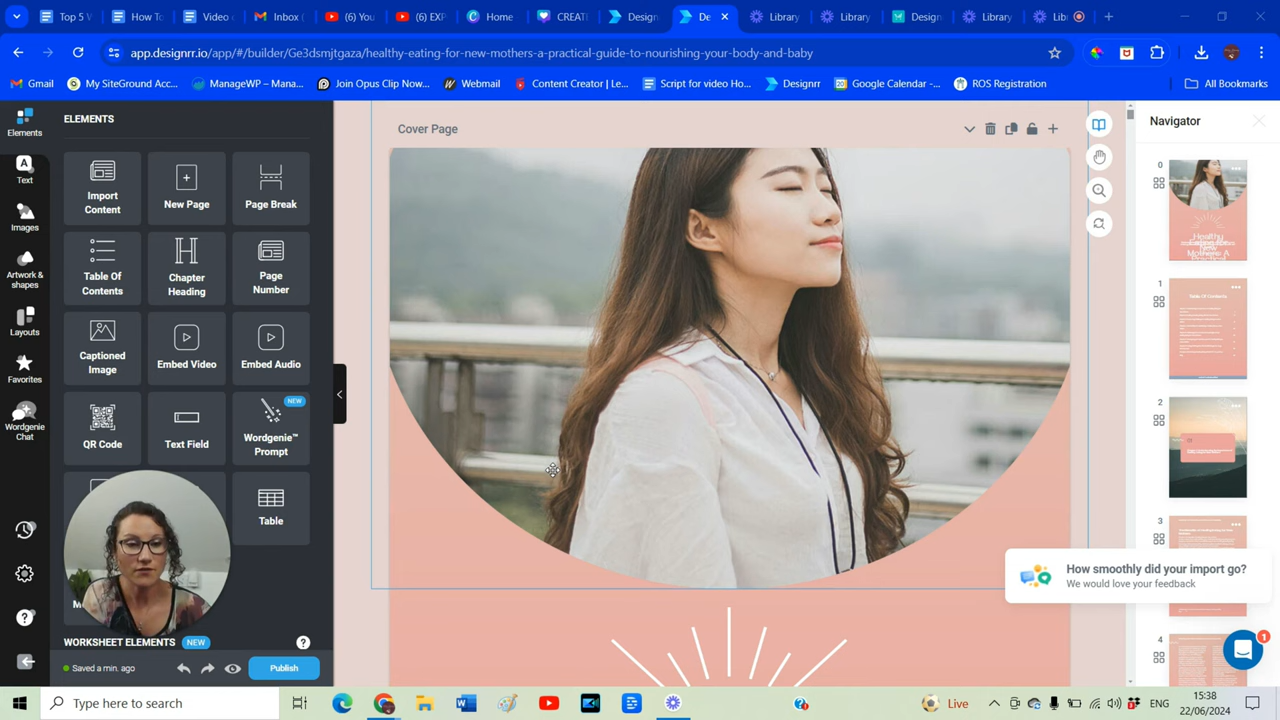 Top 5
How To
Video
Inbox (
(6) You
(6) EXP
Home
CREATE
Design
De
Library
Library
Design
Library
Lib
app.designrr.io/app/#/builder/Ge3dsmjtgaza/healthy-eating-for-new-mothers-a-practical-guide-to-nourishing-your-body-and-baby
Gmail
My SiteGround Acc...
ManageWP – Mana...
Join Opus Clip Now...
Webmail
Content Creator | Le...
Script for video Ho...
Designrr
Google Calendar -...
ROS Registration
All Bookmarks
Elements
Text
Images
Artwork & shapes
Layouts
Favorites
Wordgenie Chat
ELEMENTS
Import Content
New Page
Page Break
Table Of Contents
Chapter Heading
Page Number
Captioned Image
Embed Video
Embed Audio
QR Code
Text Field
NEW
Wordgenie™ Prompt
Table
WORKSHEET ELEMENTS NEW
Saved a min. ago
Publish
Cover Page
Navigator
0
Healthy
New
Mothers A
1
Table Of Contents
2
3
4
How smoothly did your import go?
We would love your feedback
1
Type here to search
Live
ENG
15:38
22/06/2024